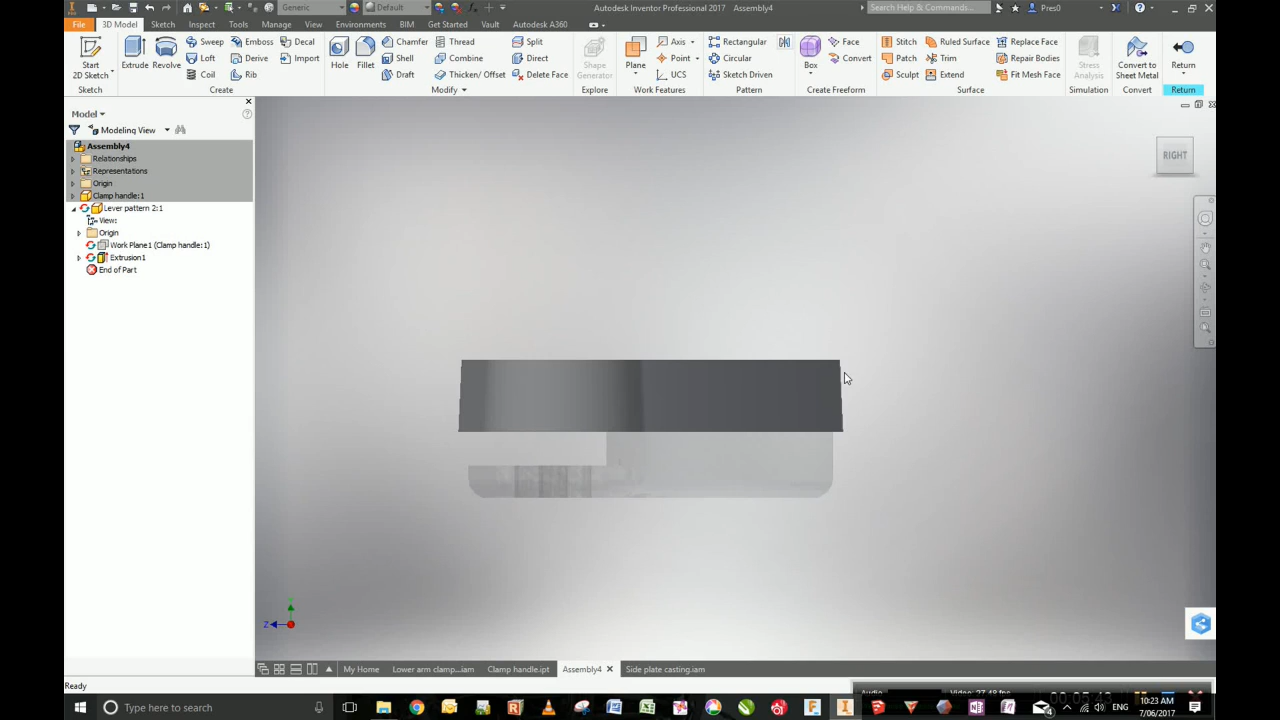 Generic
Default
Autodesk Inventor Professional 2017 Assembly4
Search Help & Commands...
Pres0
File
3D Model
Sketch
Inspect
Tools
Manage
View
Environments
BIM
Get Started
Vault
Autodesk A360
Start
2D Sketch
Sketch
Extrude
Revolve
Sweep
Emboss
Decal
Loft
Derive
Import
Coil
Rib
Create
Hole
Fillet
Chamfer
Thread
Split
Shell
Combine
Direct
Draft
Thicken/ Offset
Delete Face
Modify
Shape
Generator
Explore
Plane
Axis
Point
UCS
Work Features
Rectangular
Circular
Sketch Driven
Pattern
Box
Face
Convert
Create Freeform
Stitch
Ruled Surface
Replace Face
Patch
Trim
Repair Bodies
Sculpt
Extend
Fit Mesh Face
Surface
Stress
Analysis
Simulation
Convert to
Sheet Metal
Convert
Return
Return
Model
Modeling View
Assembly4
Relationships
Representations
Origin
Clamp handle:1
Lever pattern 2:1
View:
Origin
Work Plane1 (Clamp handle:1)
Extrusion1
End of Part
RIGHT
Z
My Home
Lower arm clamp...iam
Clamp handle.ipt
Assembly4
Side plate casting.iam
Ready
Type here to search
ENG
10:23 AM
7/06/2017